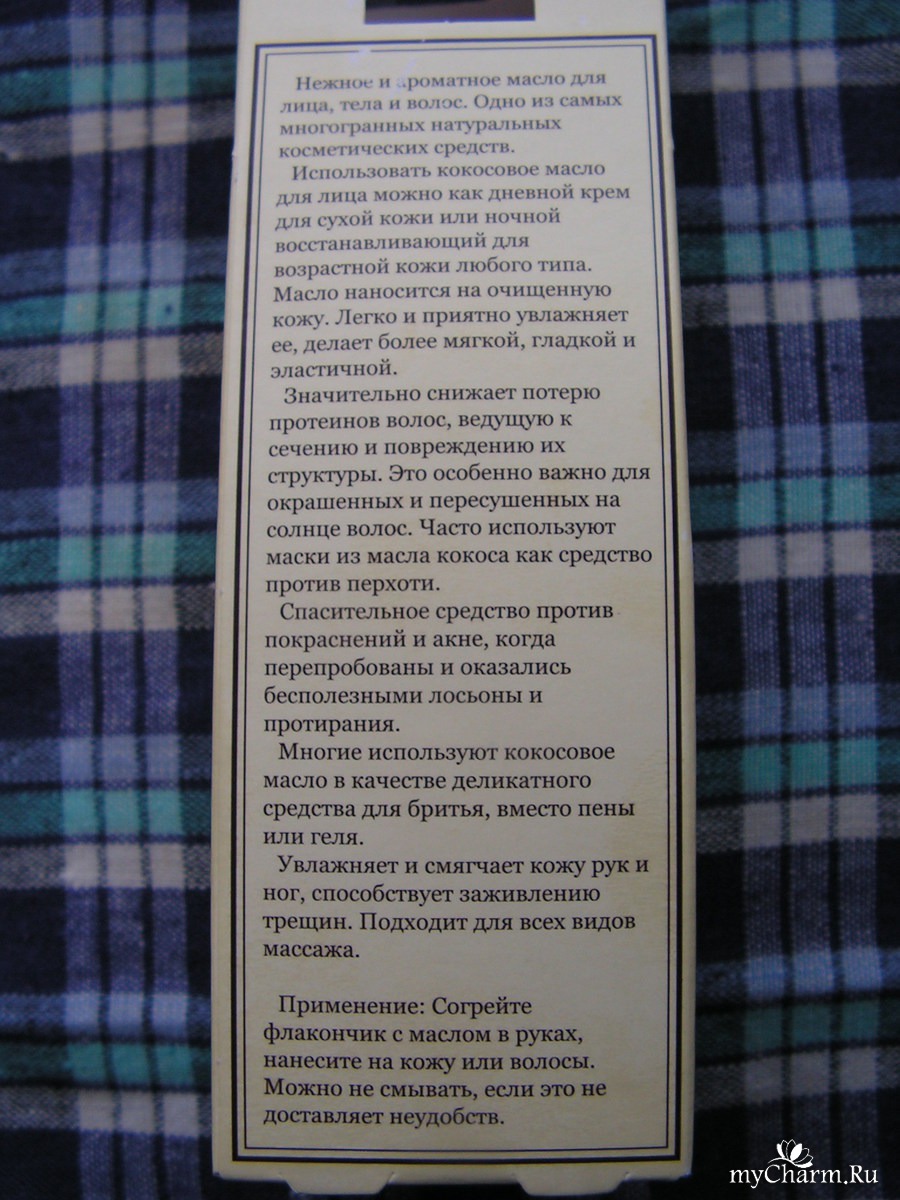 Нежное и ароматное масло для
лица, тела и волос. Одно из самых
многогранных натуральных
косметических средств.
Использовать кокосовое масло
для лица можно как дневной крем
для сухой кожи или ночной
восстанавливающий для
возрастной кожи любого типа.
Масло наносится на очищенную
кожу. Легко и приятно увлажняет
ее, делает более мягкой, гладкой и
эластичной.
Значительно снижает потерю
протеинов волос, ведущую к
сечению и повреждению их
структуры. Это особенно важно для
окрашенных и пересушенных на
солнце волос. Часто используют
маски из масла кокоса как средство
против перхоти.
Спасительное средство против
покраснений и акне, когда
перепробованы и оказались
бесполезными лосьоны и
протирания.
Многие используют кокосовое
масло в качестве деликатного
средства для бритья, вместо пены
или геля.
Увлажняет и смягчает кожу рук и
ног, способствует заживлению
трещин. Подходит для всех видов
массажа.
Применение: Согрейте
флакончик с маслом в руках,
нанесите на кожу или волосы.
Можно не смывать, если это не
доставляет неудобств.
myCharm.Ru